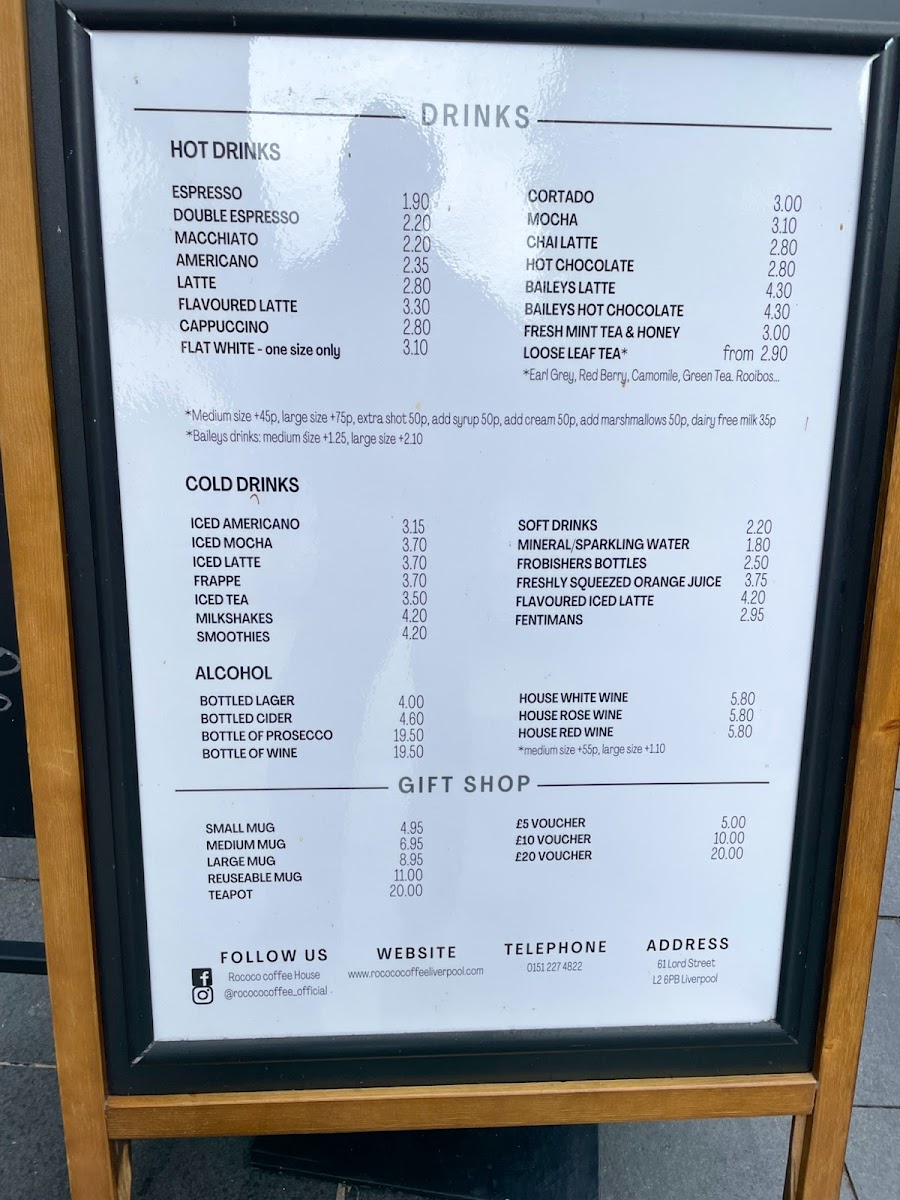 DRINKS
HOT DRINKS
ESPRESSO 1.90
DOUBLE ESPRESSO 2.20
MACCHIATO 2.20
AMERICANO 2.35
LATTE 2.80
FLAVOURED LATTE 3.30
CAPPUCCINO 2.80
FLAT WHITE - one size only 3.10
CORTADO 3.00
MOCHA 3.10
CHAI LATTE 2.80
HOT CHOCOLATE 2.80
BAILEYS LATTE 4.30
BAILEYS HOT CHOCOLATE 4.30
FRESH MINT TEA & HONEY 3.00
LOOSE LEAF TEA* from 2.90
*Earl Grey, Red Berry, Camomile, Green Tea. Rooibos...
*Medium size +45p, large size +75p, extra shot 50p, add syrup 50p, add cream 50p, add marshmallows 50p, dairy free milk 35p
*Baileys drinks: medium size +1.25, large size +2.10
COLD DRINKS
ICED AMERICANO 3.15
ICED MOCHA 3.70
ICED LATTE 3.70
FRAPPE 3.70
ICED TEA 3.50
MILKSHAKES 4.20
SMOOTHIES 4.20
SOFT DRINKS 2.20
MINERAL/SPARKLING WATER 1.80
FROBISHERS BOTTLES 2.50
FRESHLY SQUEEZED ORANGE JUICE 3.75
FLAVOURED ICED LATTE 4.20
FENTIMANS 2.95
ALCOHOL
BOTTLED LAGER 4.00
BOTTLED CIDER 4.60
BOTTLE OF PROSECCO 19.50
BOTTLE OF WINE 19.50
HOUSE WHITE WINE 5.80
HOUSE ROSE WINE 5.80
HOUSE RED WINE 5.80
*medium size +55p, large size +1.10
GIFT SHOP
SMALL MUG 4.95
MEDIUM MUG 6.95
LARGE MUG 8.95
REUSEABLE MUG 11.00
TEAPOT 20.00
£5 VOUCHER 5.00
£10 VOUCHER 10.00
£20 VOUCHER 20.00
FOLLOW US
Rococo coffee House
@rocococoffee_official
WEBSITE
www.rocococoffeeliverpool.com
TELEPHONE
0151 227 4822
ADDRESS
61 Lord Street
L2 6PB Liverpool